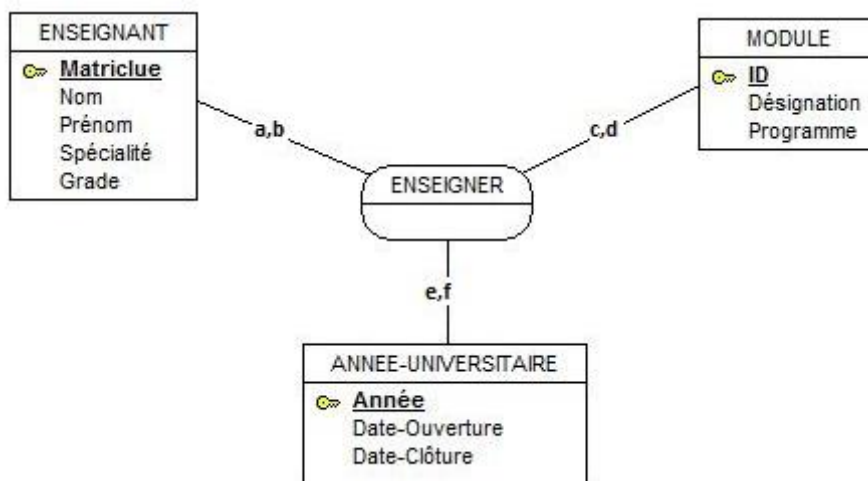 ENSEIGNANT
Matriclue
Nom
Prénom
Spécialité
Grade
MODULE
ID
Désignation
Programme
a,b
c,d
ENSEIGNER
e,f
ANNEE-UNIVERSITAIRE
Année
Date-Ouverture
Date-Clôture